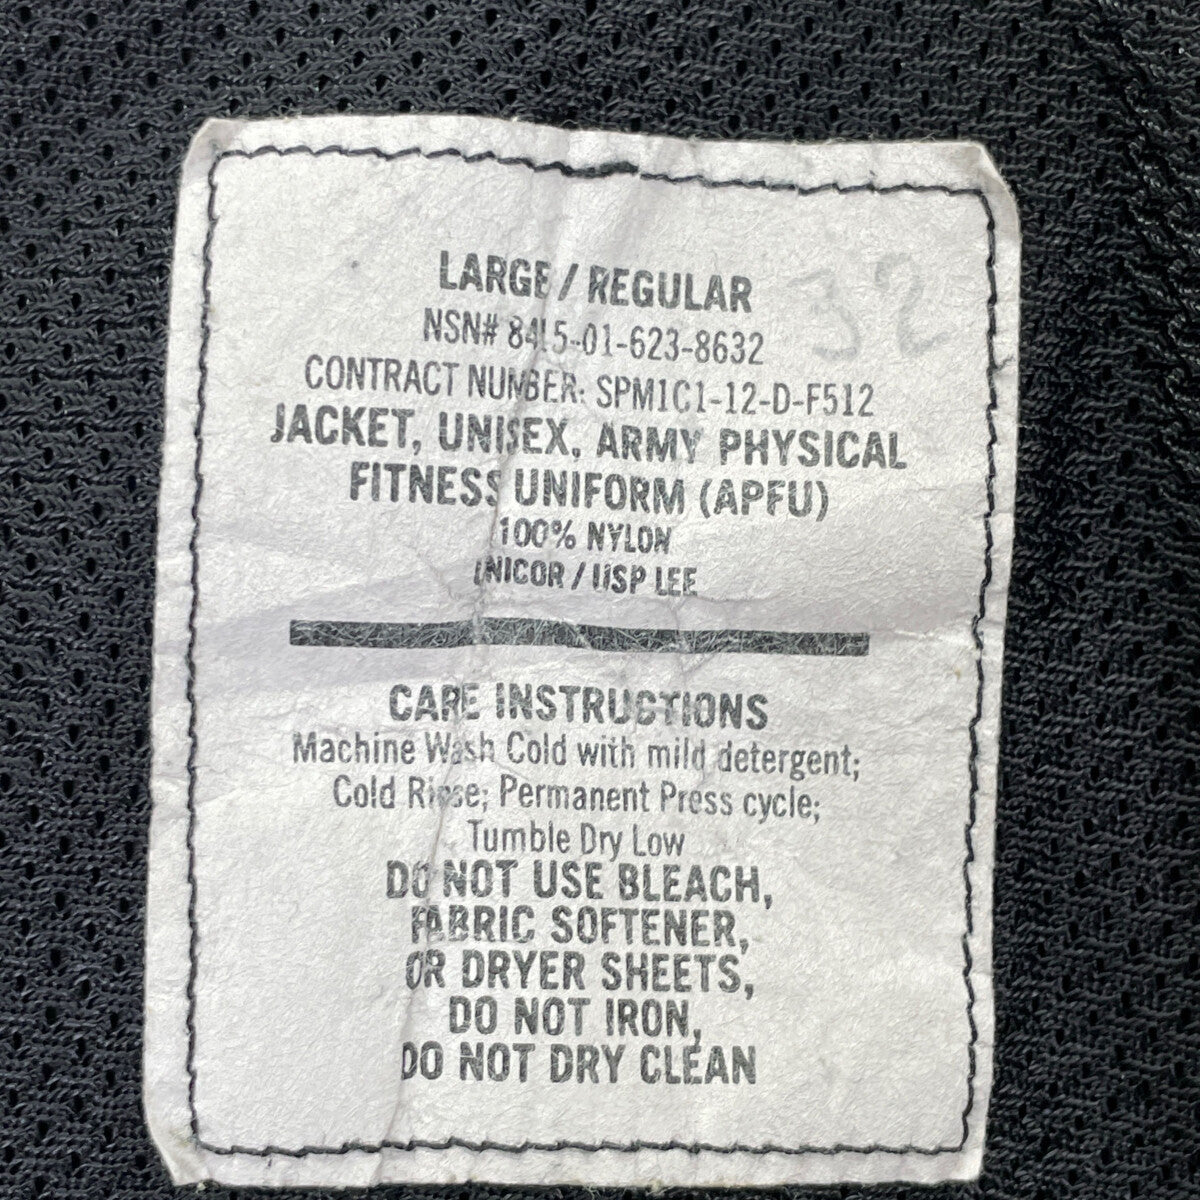 LARGE / REGULAR
32
NSN# 8415-01-623-8632
CONTRACT NUMBER: SPM1C1-12-D-F512
JACKET, UNISEX, ARMY PHYSICAL
FITNESS UNIFORM (APFU)
100% NYLON
UNICOR / USP LEE
CARE INSTRUCTIONS
Machine Wash Cold with mild detergent;
Cold Rinse; Permanent Press cycle;
Tumble Dry Low
DO NOT USE BLEACH,
FABRIC SOFTENER,
OR DRYER SHEETS,
DO NOT IRON,
DO NOT DRY CLEAN